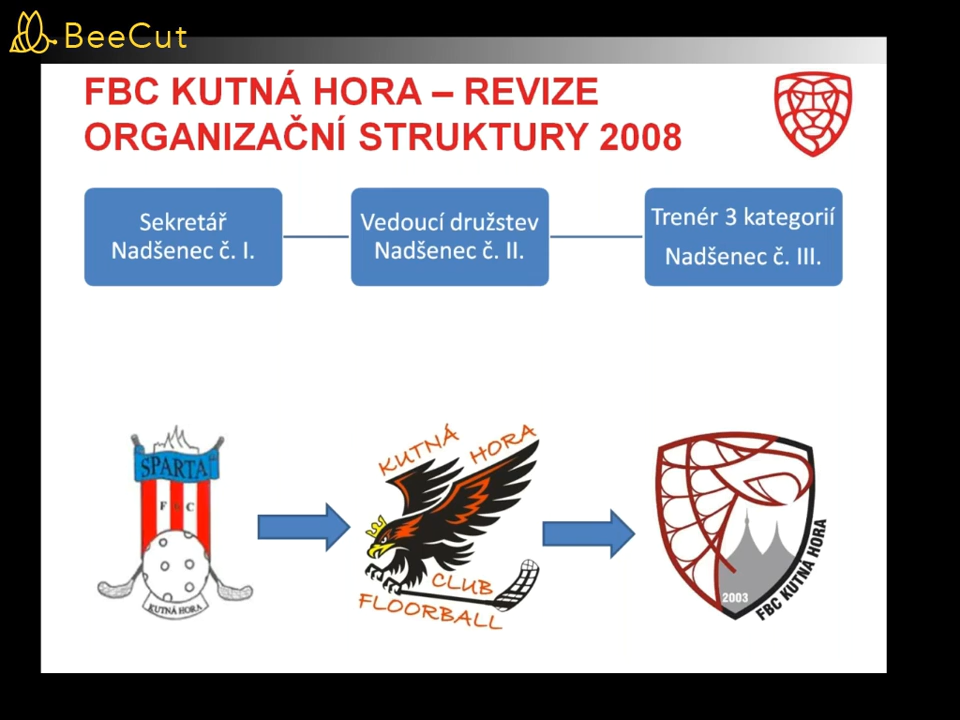 BeeCut
FBC KUTNÁ HORA – REVIZE
ORGANIZAČNÍ STRUKTURY 2008
Sekretář
Nadšenec č. I.
Vedoucí družstev
Nadšenec č. II.
Trenér 3 kategorií
Nadšenec č. III.
SPARTA
F B C
KUTNÁ HORA
KUTNÁ HORA
CLUB
FLOORBALL
2003
FBC KUTNÁ HORA